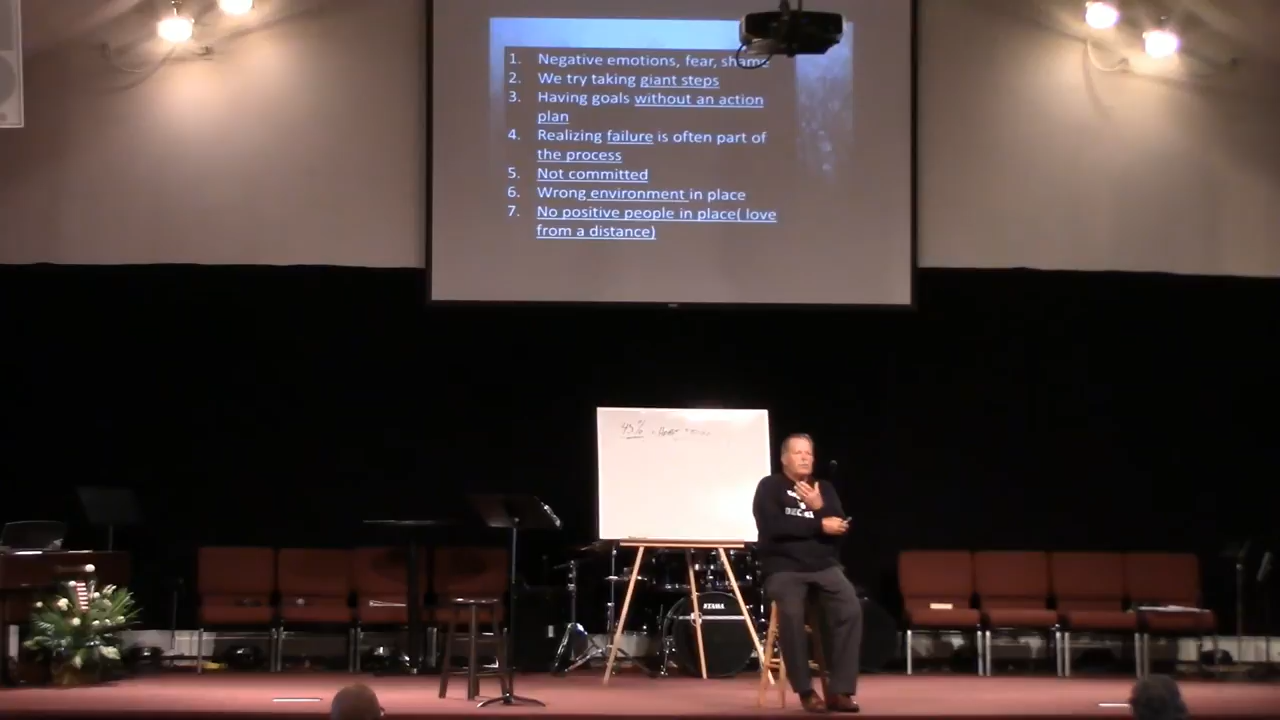 1. Negative emotions, fear, shame
2. We try taking giant steps
3. Having goals without an action
plan
4. Realizing failure is often part of
the process
5. Not committed
6. Wrong environment in place
7. No positive people in place( love
from a distance)
45%
TAMA